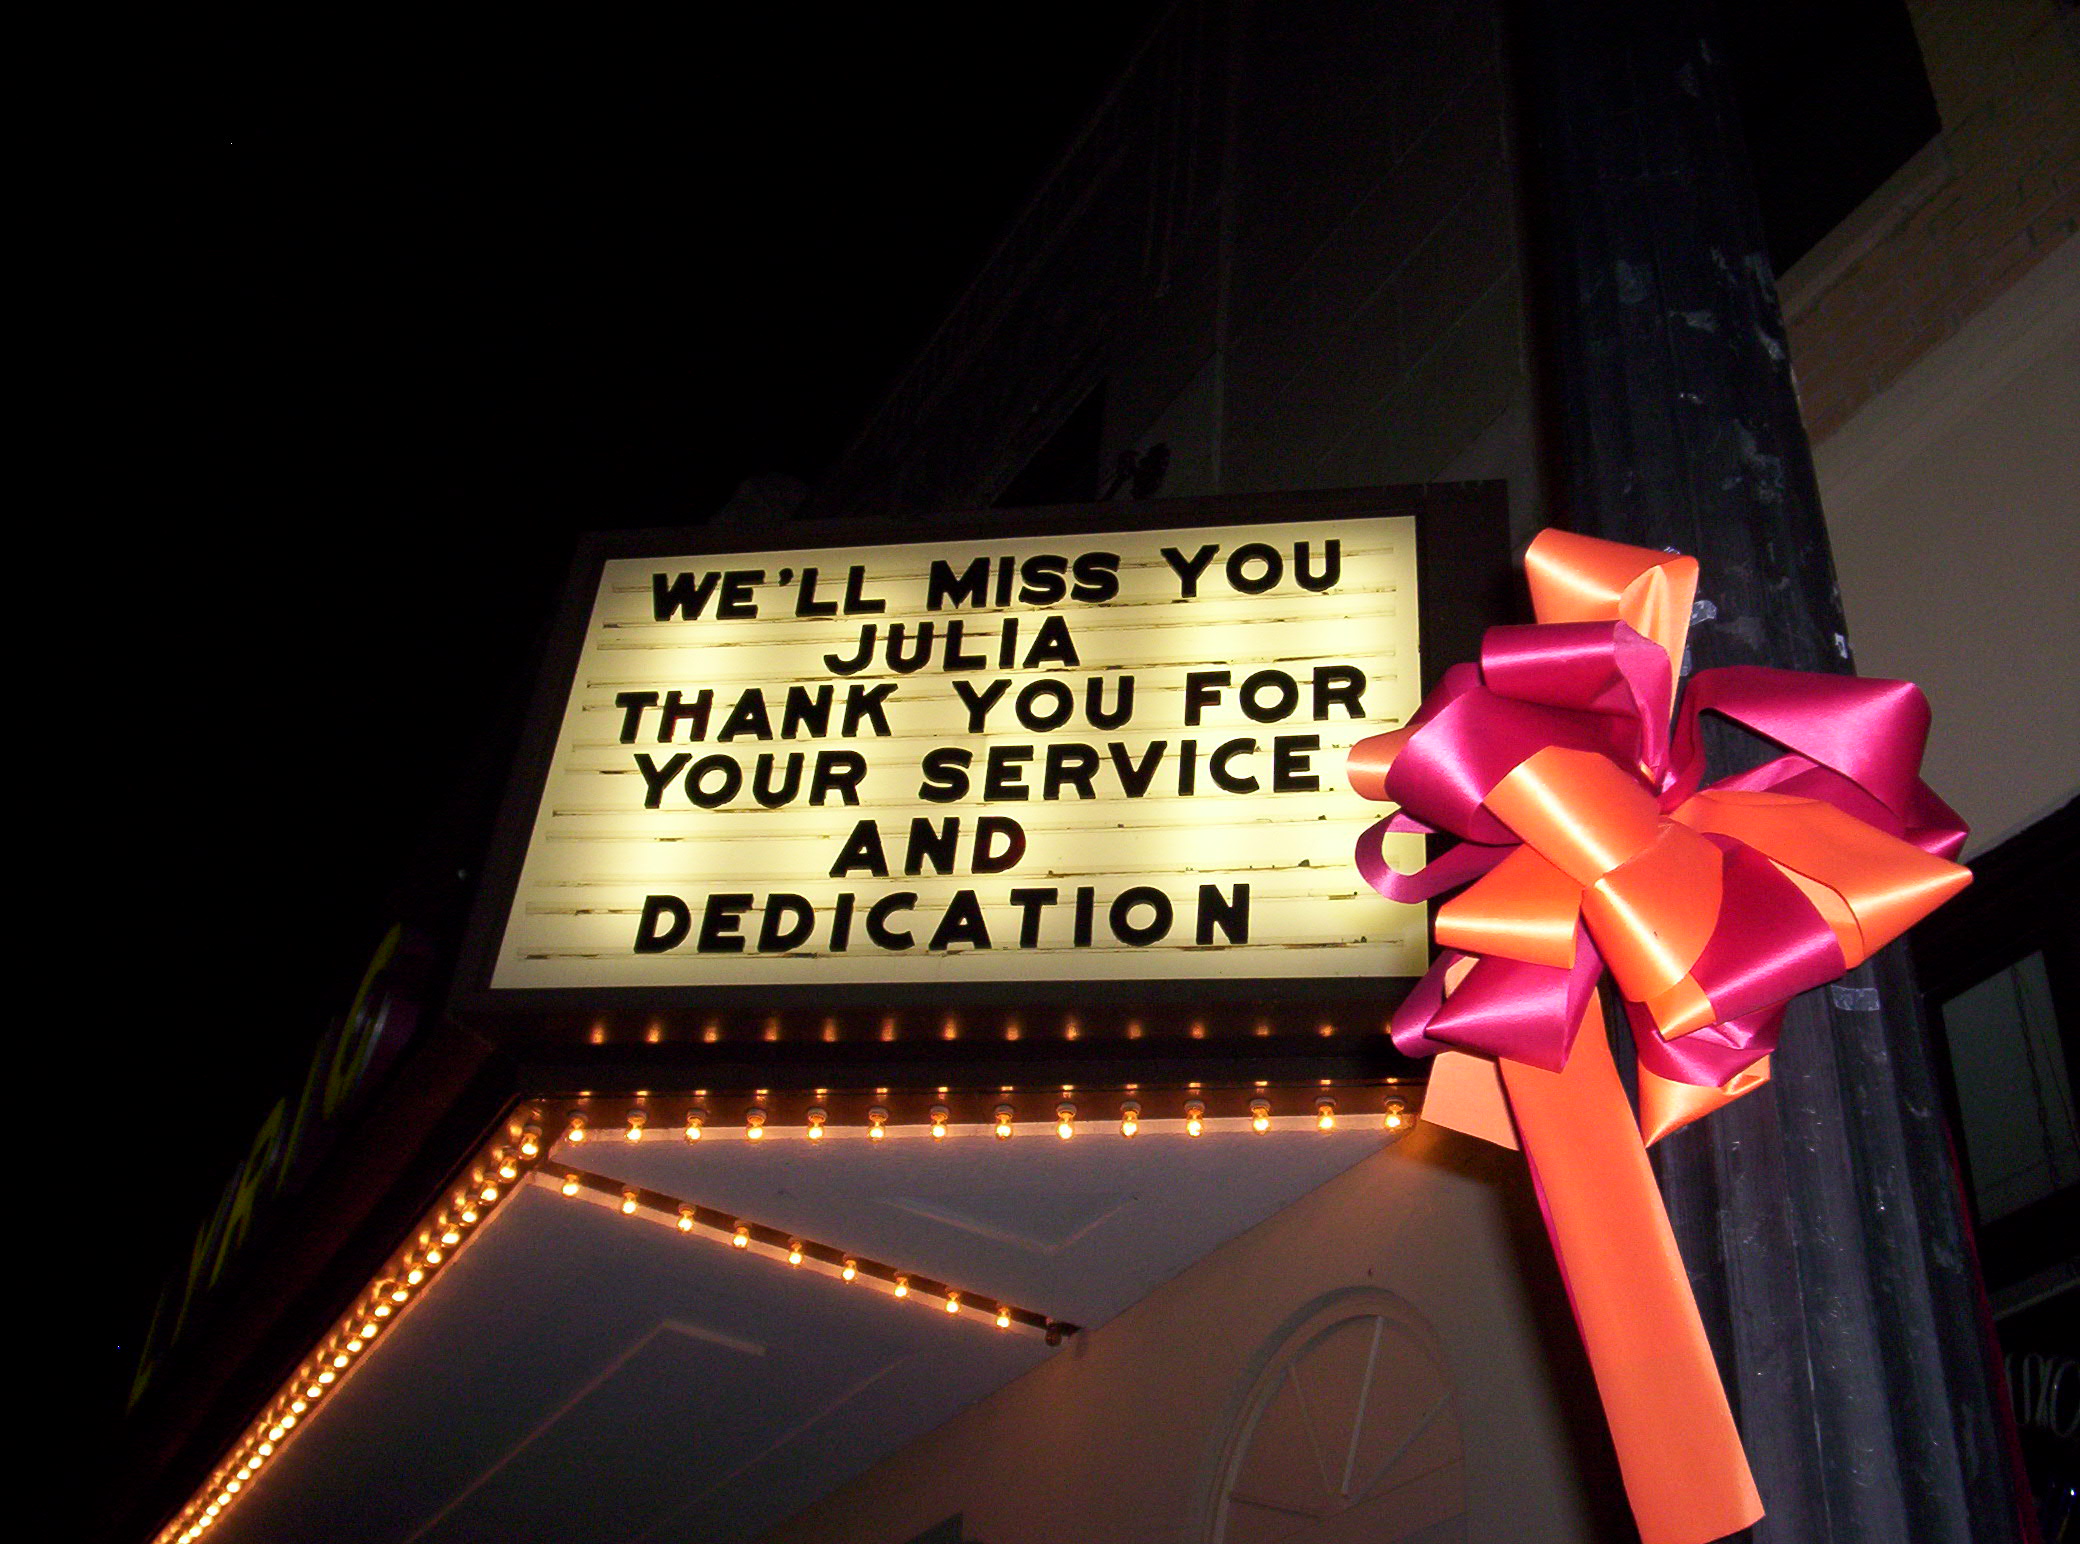 WE'LL MISS YOU
JULIA
THANK YOU FOR
YOUR SERVICE
AND
DEDICATION